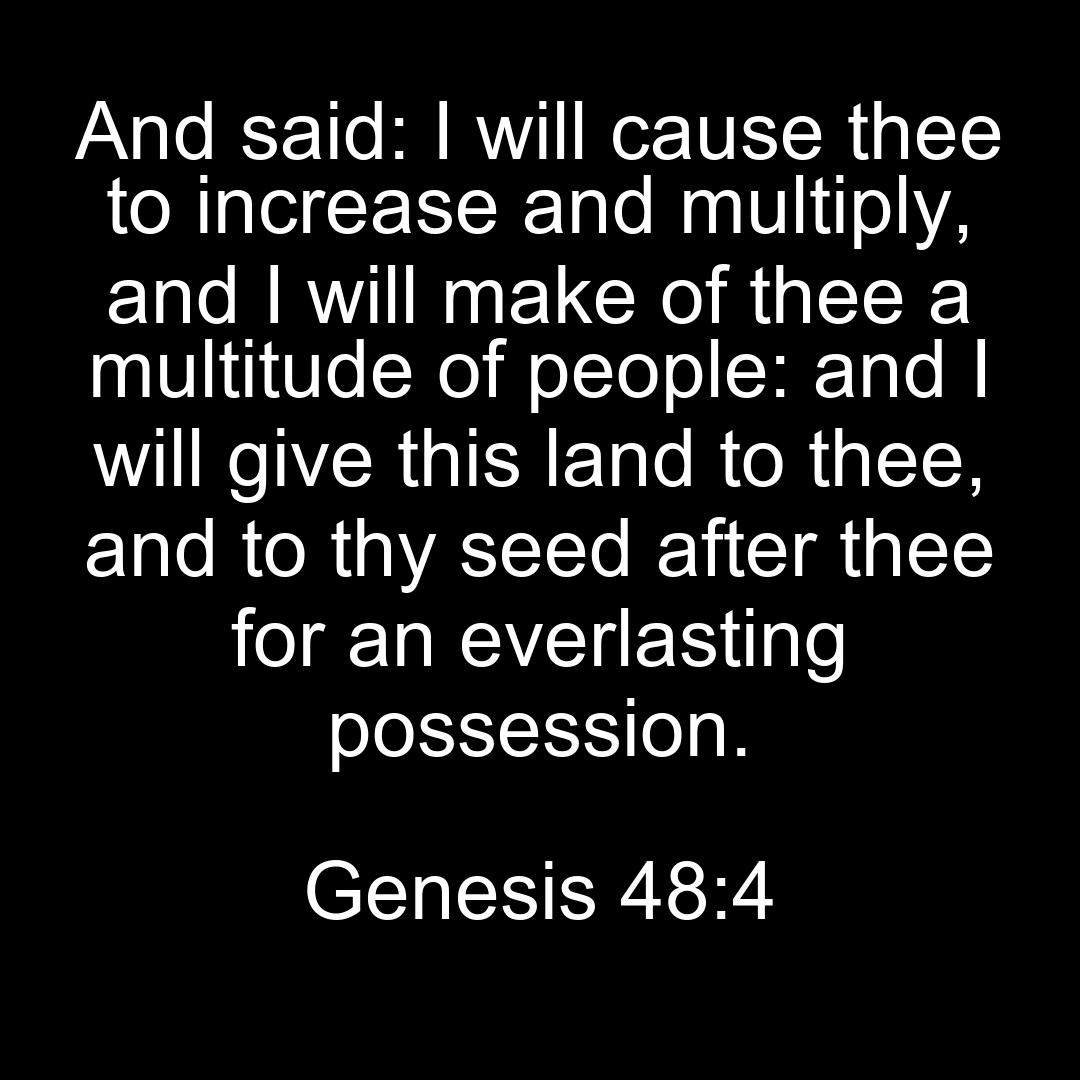 And said: I will cause thee
to increase and multiply,
and I will make of thee a
multitude of people: and I
will give this land to thee,
and to thy seed after thee
for an everlasting
possession.
Genesis 48:4